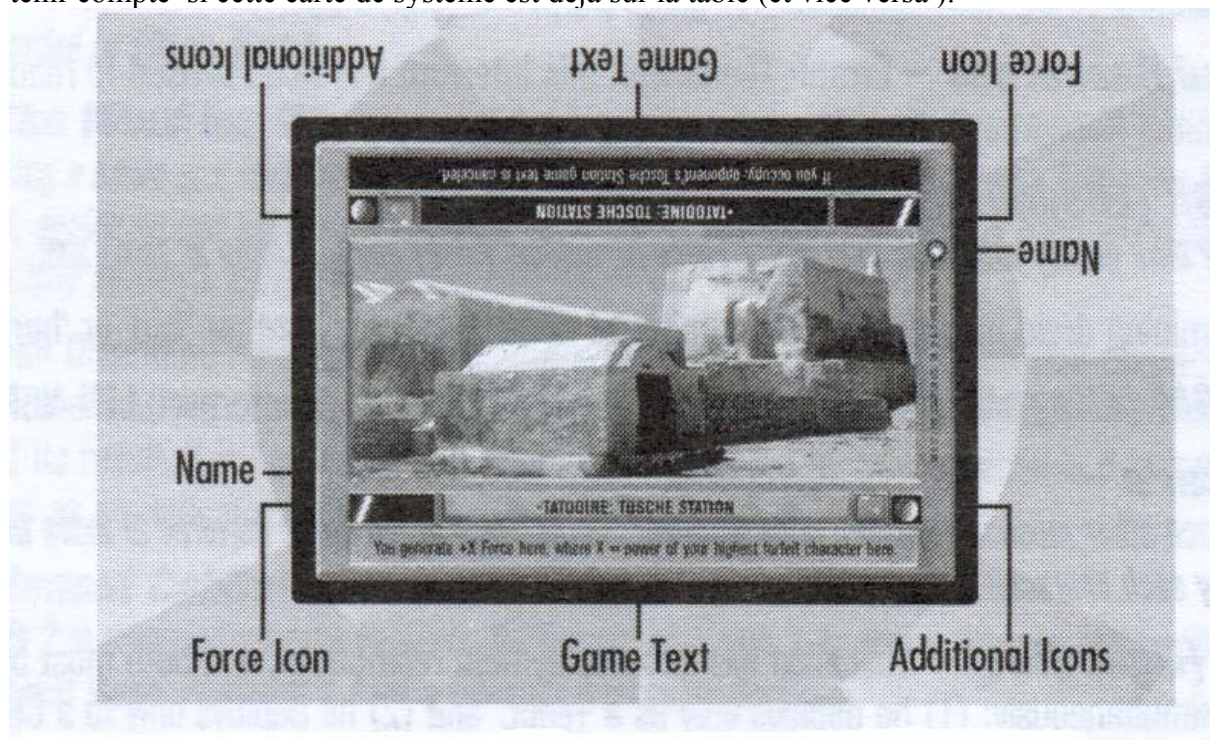 tenir compte si cette carte de système est déjà sur la table (et vice versa ).
Additional Icons
Game Text
Force Icon
If you occupy, opponent's Tosche Station game text is canceled.
•TATOOINE: TOSCHE STATION
Name
Name
•TATOOINE: TOSCHE STATION
You generate +X Force here, where X = power of your highest forfeit character here.
Force Icon
Game Text
Additional Icons